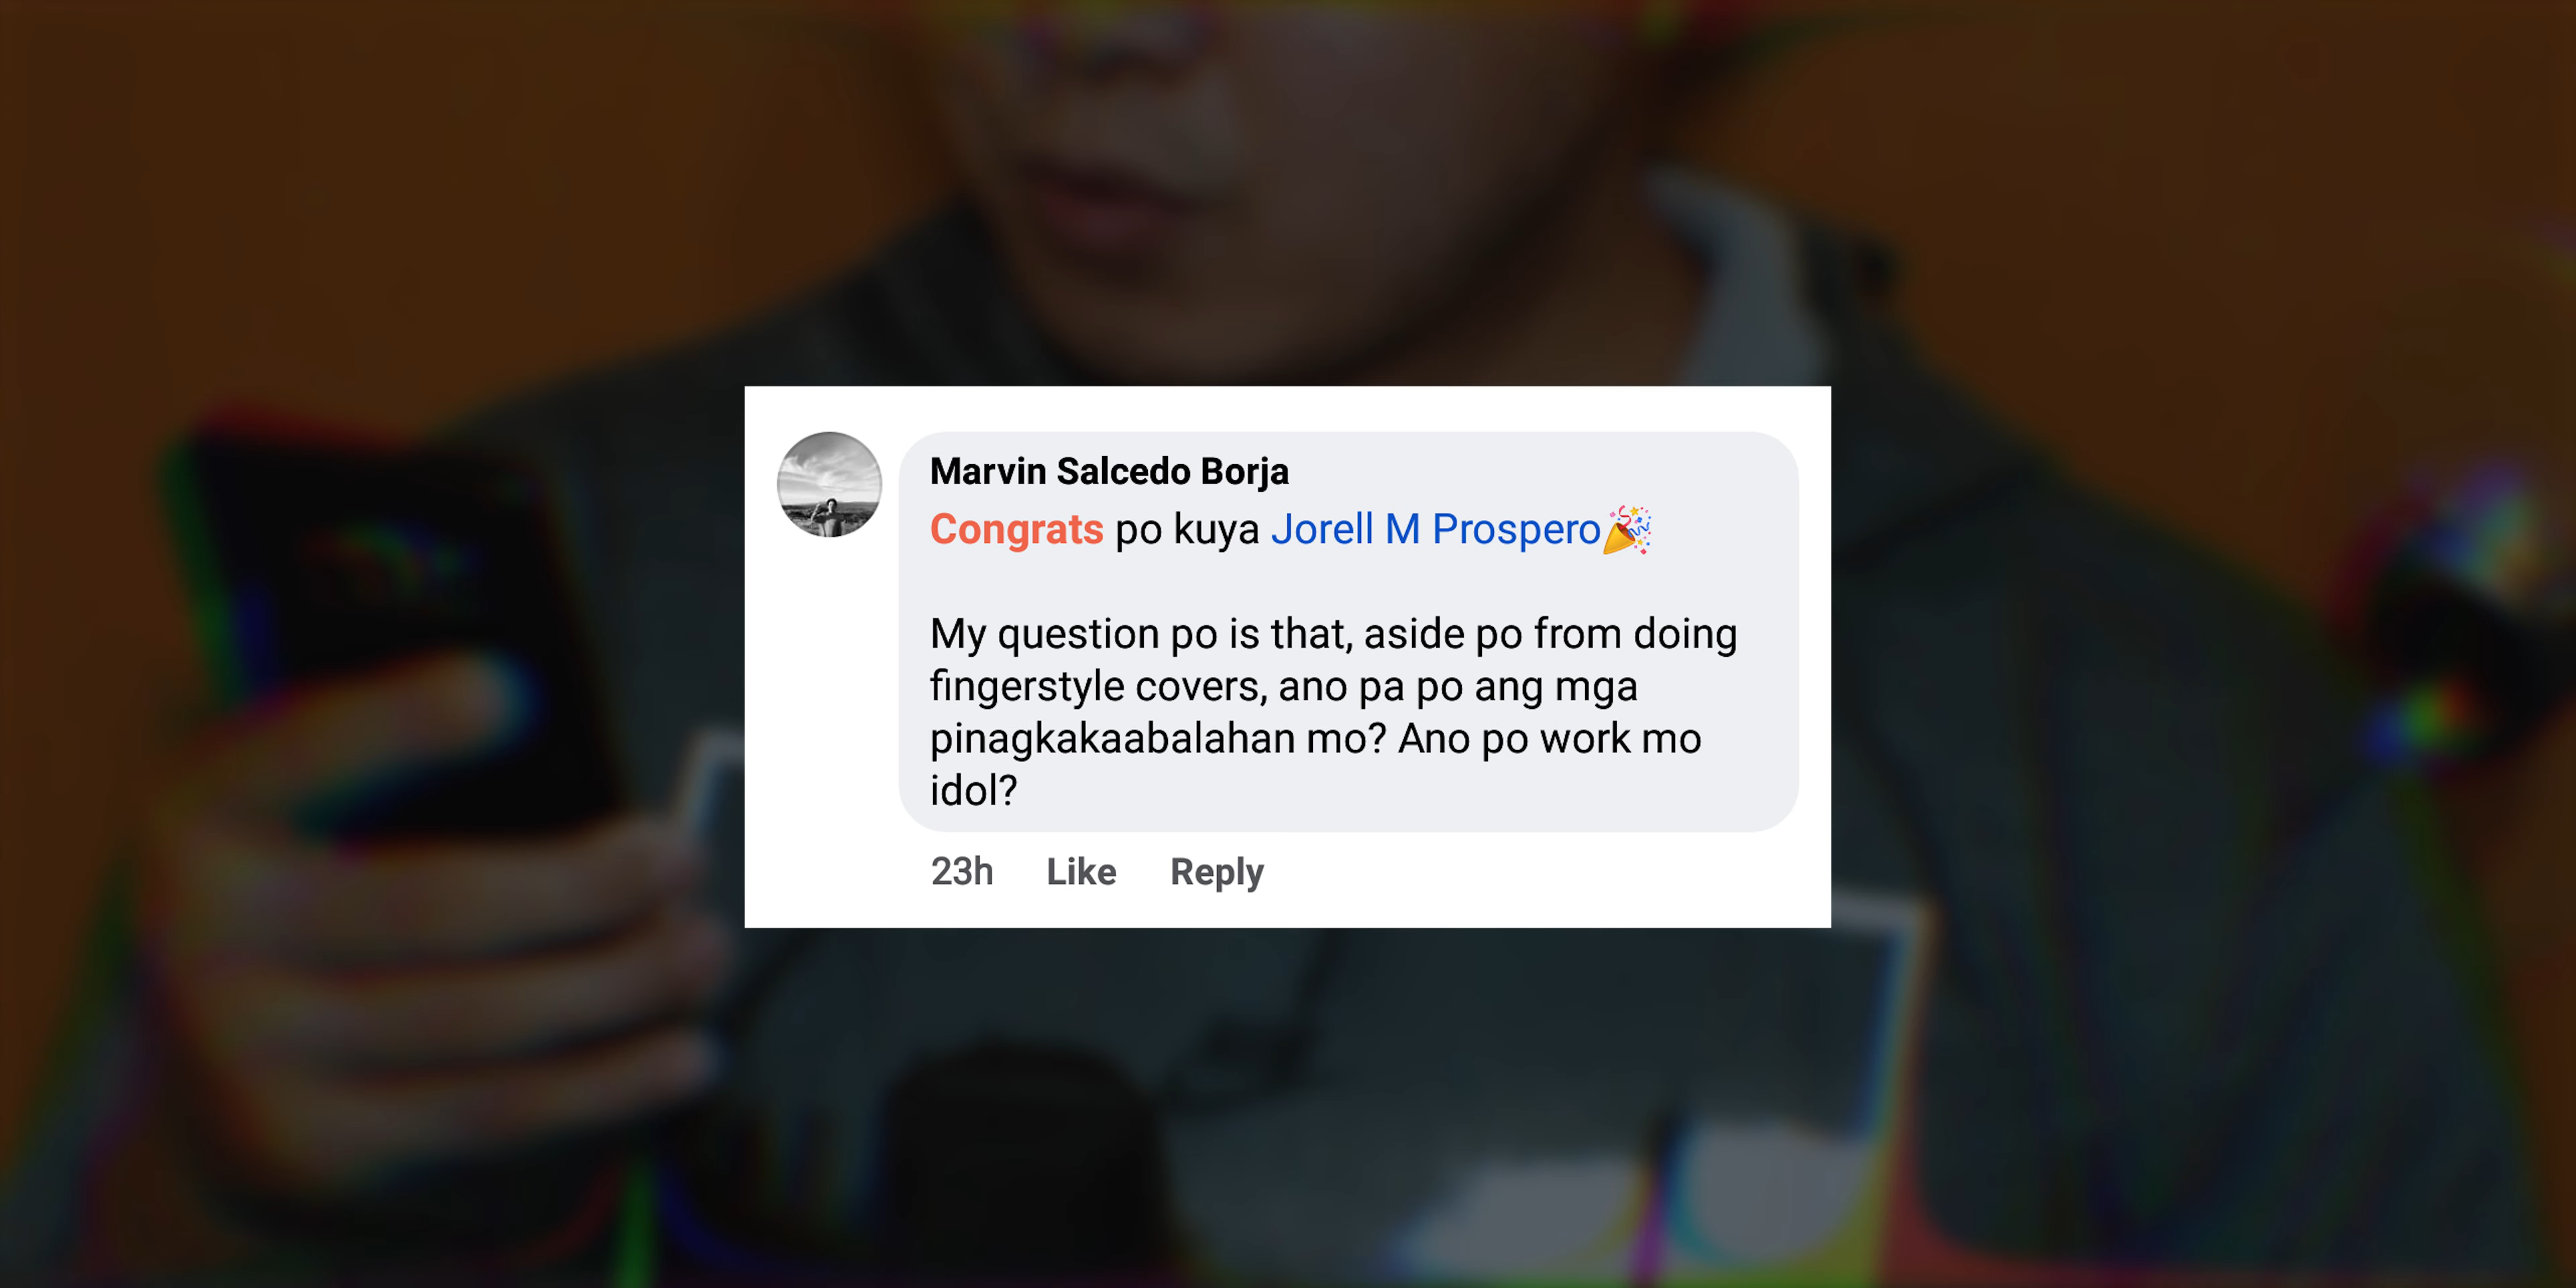 Marvin Salcedo Borja
Congrats po kuya Jorell M Prospero🎉
My question po is that, aside po from doing
fingerstyle covers, ano pa po ang mga
pinagkakaabalahan mo? Ano po work mo
idol?
23h Like Reply